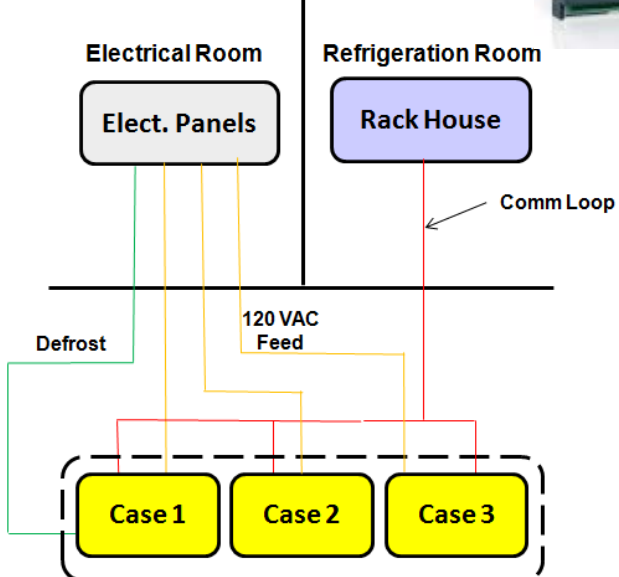 Electrical Room
Refrigeration Room
Elect. Panels
Rack House
Comm Loop
120 VAC
Feed
Defrost
Case 1
Case 2
Case 3